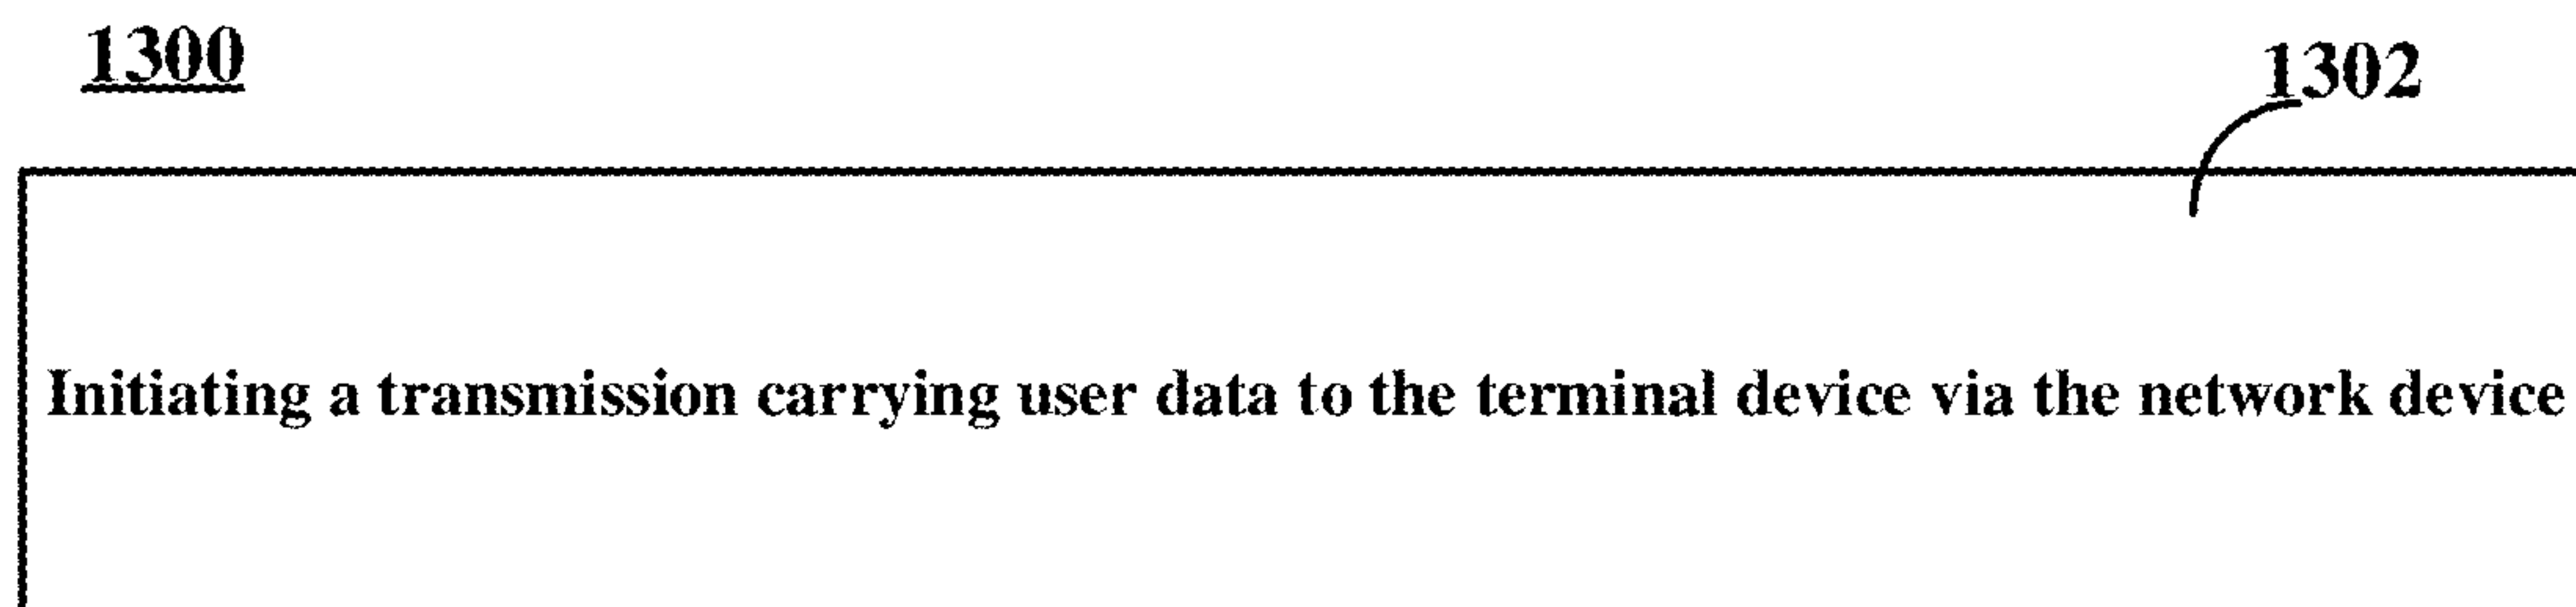 1300
1302
Initiating a transmission carrying user data to the terminal device via the network device